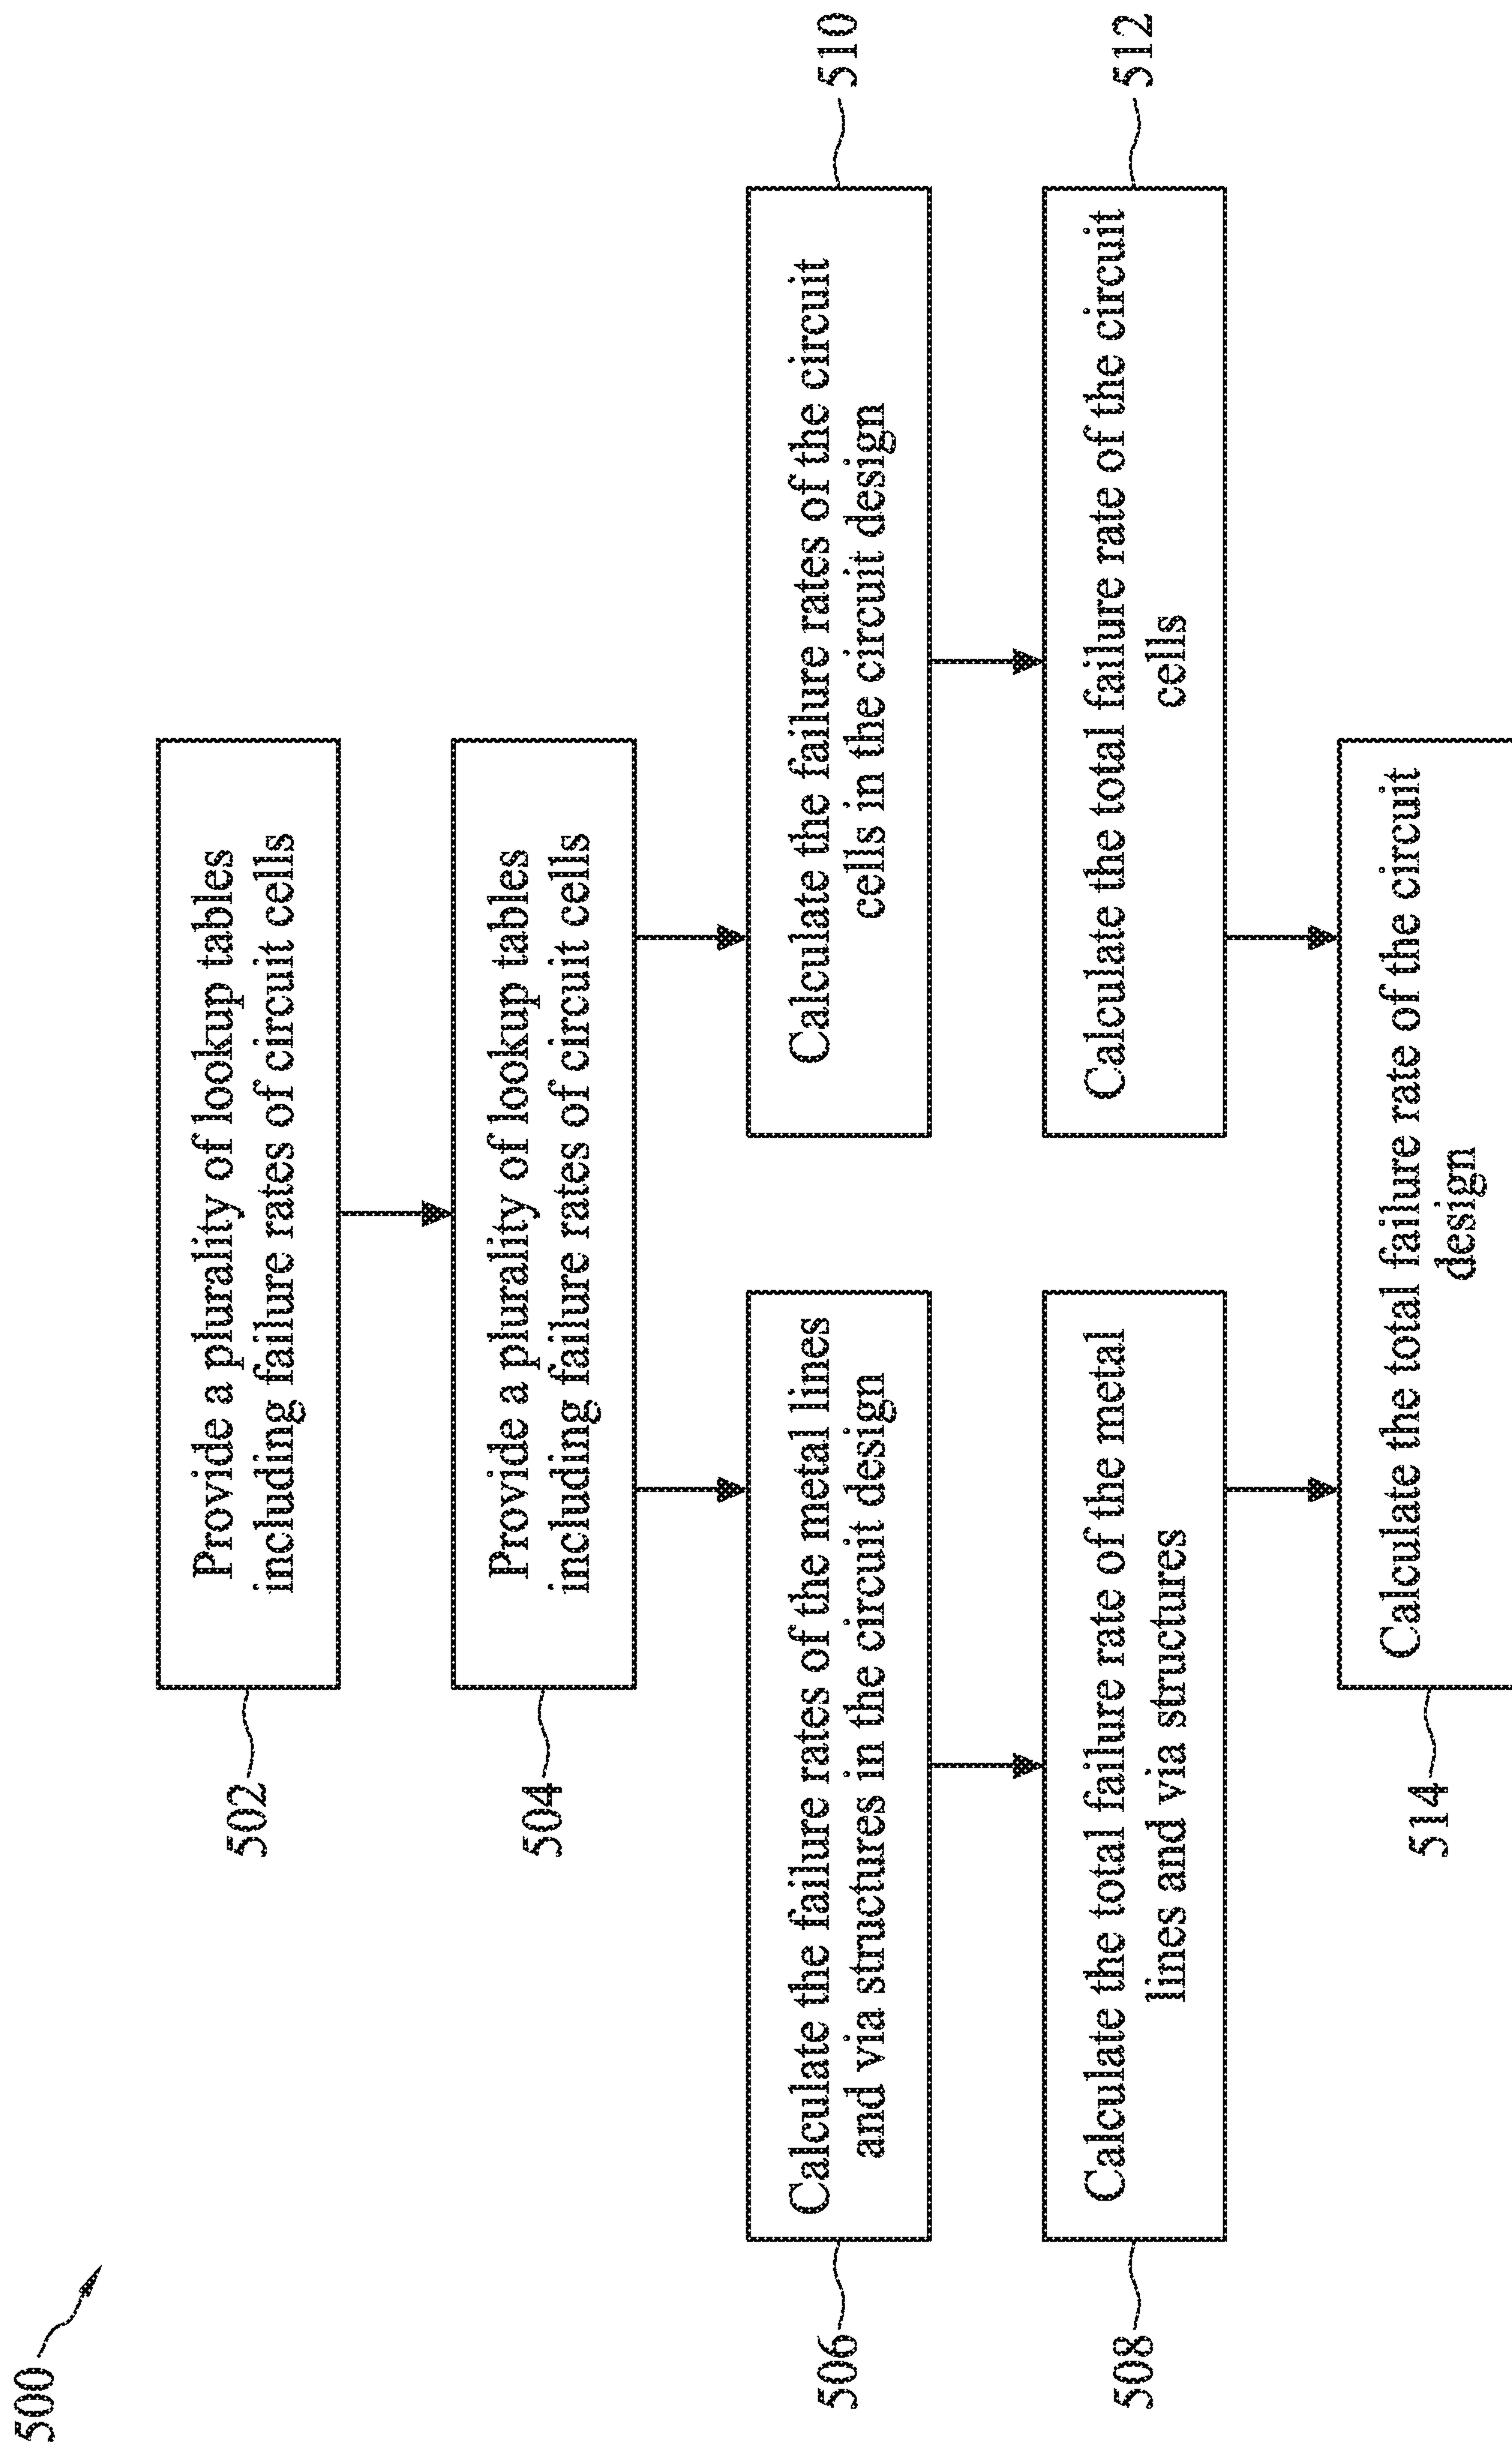 500
502
Provide a plurality of lookup tables
including failure rates of circuit cells
504
Provide a plurality of lookup tables
including failure rates of circuit cells
506
Calculate the failure rates of the metal lines
and via structures in the circuit design
510
Calculate the failure rates of the circuit
cells in the circuit design
508
Calculate the total failure rate of the metal
lines and via structures
512
Calculate the total failure rate of the circuit
cells
514
Calculate the total failure rate of the circuit
design